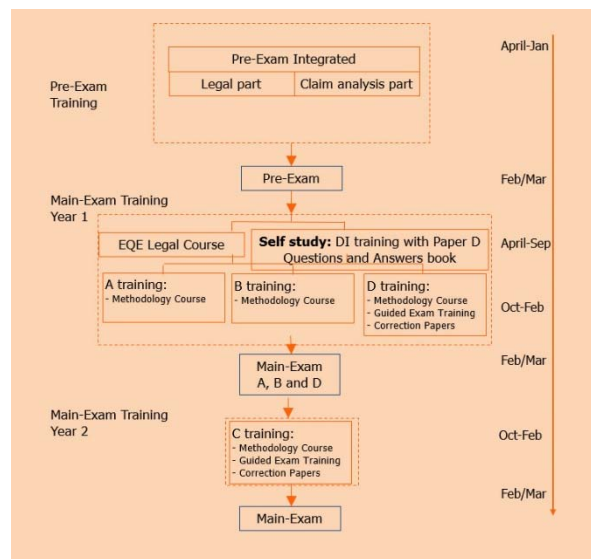 April-Jan
Pre-Exam Integrated
Legal part
Claim analysis part
Pre-Exam
Training
Pre-Exam
Feb/Mar
Main-Exam Training
Year 1
EQE Legal Course
Self study: DI training with Paper D
Questions and Answers book
April-Sep
A training:
- Methodology Course
B training:
- Methodology Course
D training:
- Methodology Course
- Guided Exam Training
- Correction Papers
Oct-Feb
Main-Exam
A, B and D
Feb/Mar
Main-Exam Training
Year 2
C training:
- Methodology Course
- Guided Exam Training
- Correction Papers
Oct-Feb
Feb/Mar
Main-Exam